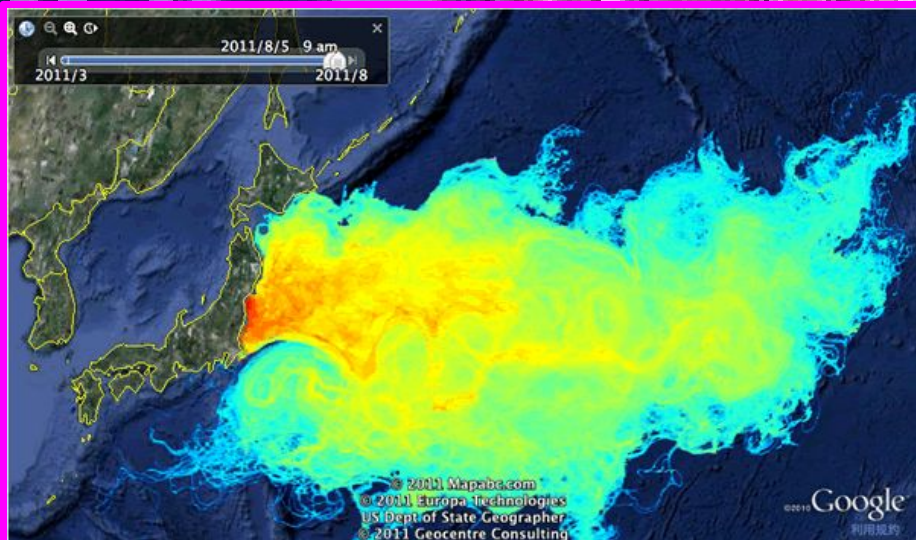 2011/8/5 9 am
2011/3
2011/8
© 2011 Mapabc.com
© 2011 Europa Technologies
US Dept of State Geographer
© 2011 Geocentre Consulting
©2010 Google
利用規約